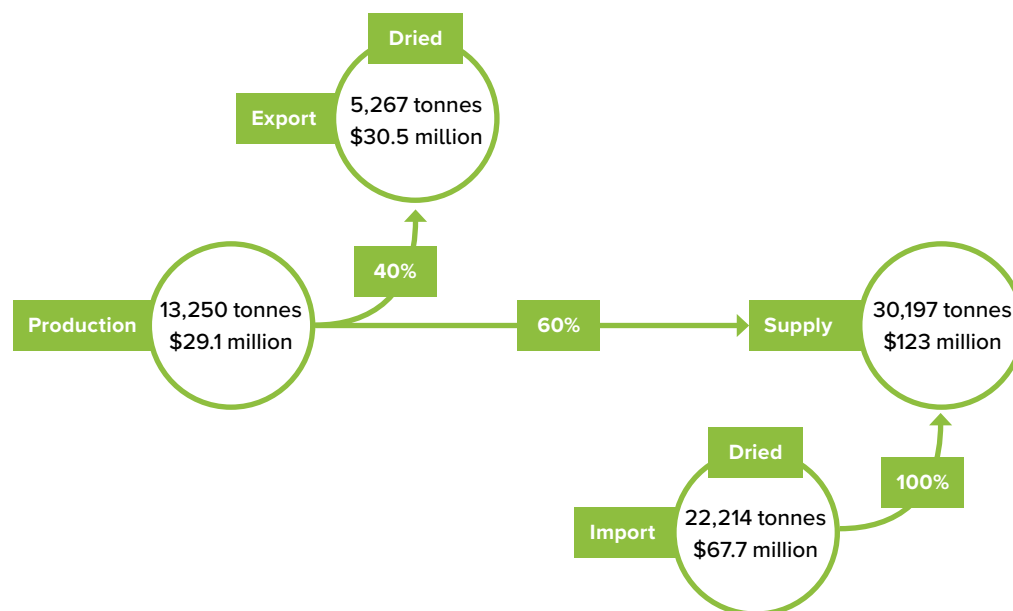 Dried
Export
5,267 tonnes
$30.5 million
40%
Production
13,250 tonnes
$29.1 million
60%
Supply
30,197 tonnes
$123 million
Dried
100%
Import
22,214 tonnes
$67.7 million